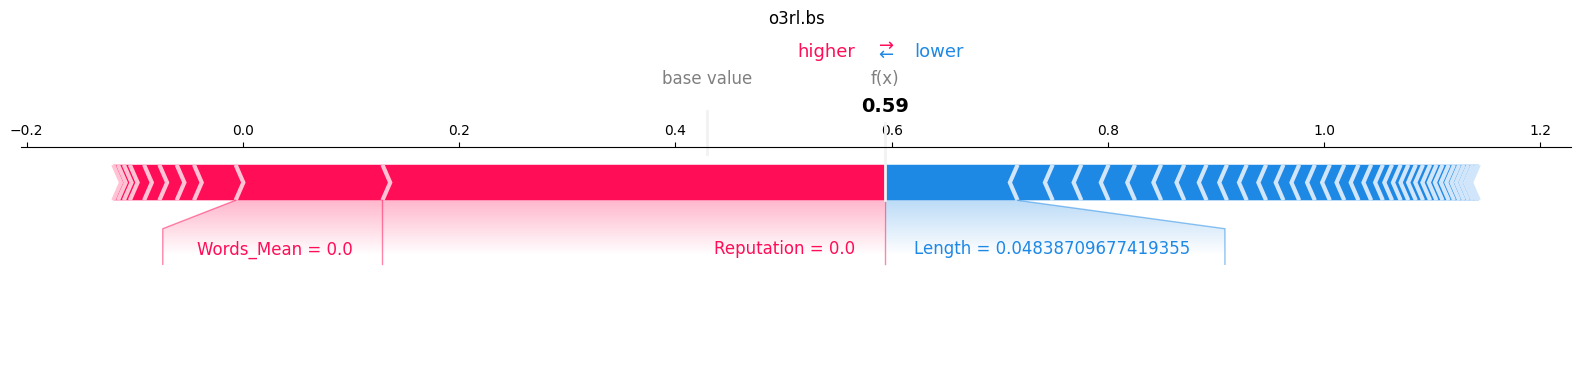 o3rl.bs
higher → ← lower
base value f(x)
0.59
−0.2 0.0 0.2 0.4 0.6 0.8 1.0 1.2
Words_Mean = 0.0 Reputation = 0.0 Length = 0.04838709677419355